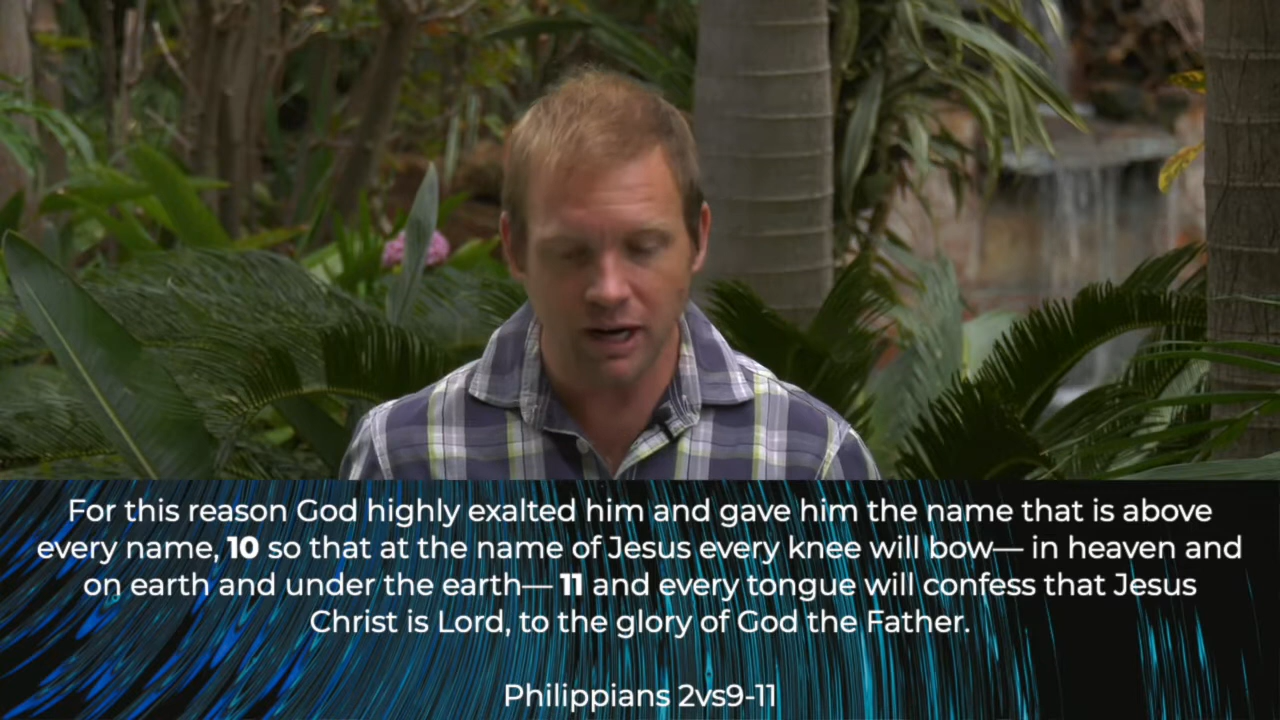 For this reason God highly exalted him and gave him the name that is above
every name, 10 so that at the name of Jesus every knee will bow— in heaven and
on earth and under the earth— 11 and every tongue will confess that Jesus
Christ is Lord, to the glory of God the Father.
Philippians 2vs9-11